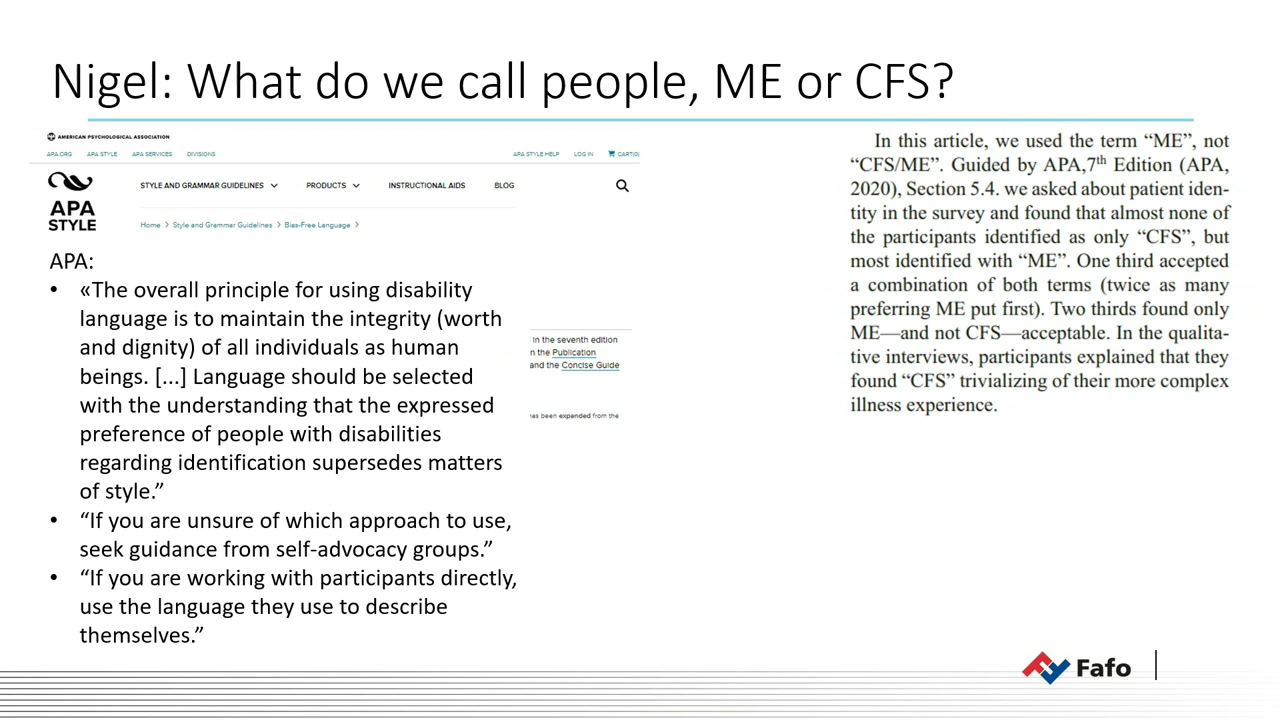 Nigel: What do we call people, ME or CFS?
AMERICAN PSYCHOLOGICAL ASSOCIATION
APA.ORG APA STYLE APA SERVICES DIVISIONS APA STYLE HELP LOG IN CART(0)
APA STYLE
STYLE AND GRAMMAR GUIDELINES PRODUCTS INSTRUCTIONAL AIDS BLOG
Home > Style and Grammar Guidelines > Bias-Free Language >
APA:
• «The overall principle for using disability
language is to maintain the integrity (worth
and dignity) of all individuals as human
beings. [...] Language should be selected
with the understanding that the expressed
preference of people with disabilities
regarding identification supersedes matters
of style.”
• “If you are unsure of which approach to use,
seek guidance from self-advocacy groups.”
• “If you are working with participants directly,
use the language they use to describe
themselves.”
in the seventh edition
n the Publication
and the Concise Guide
has been expanded from the
In this article, we used the term “ME”, not
“CFS/ME”. Guided by APA,7th Edition (APA,
2020), Section 5.4. we asked about patient iden-
tity in the survey and found that almost none of
the participants identified as only “CFS”, but
most identified with “ME”. One third accepted
a combination of both terms (twice as many
preferring ME put first). Two thirds found only
ME—and not CFS—acceptable. In the qualita-
tive interviews, participants explained that they
found “CFS” trivializing of their more complex
illness experience.
Fafo